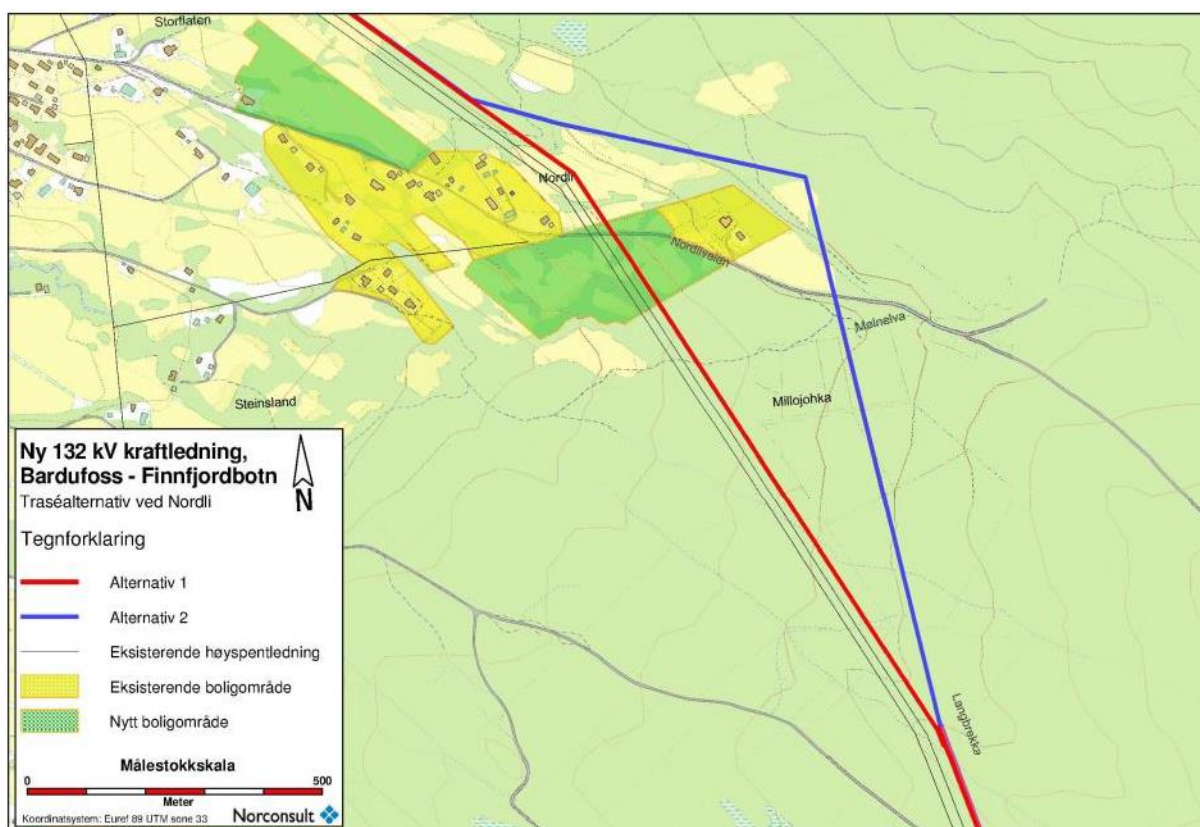 Storflaten
Nordli
Nordliveien
Mølnelva
Millojohka
Steinsland
Langbrekka
Ny 132 kV kraftledning,
Bardufoss - Finnfjordbotn
Traséalternativ ved Nordli
N
Tegnforklaring
Alternativ 1
Alternativ 2
Eksisterende høyspentledning
Eksisterende boligområde
Nytt boligområde
Målestokkskala
0 500
Meter
Koordinatsystem: Euref 89 UTM sone 33 Norconsult